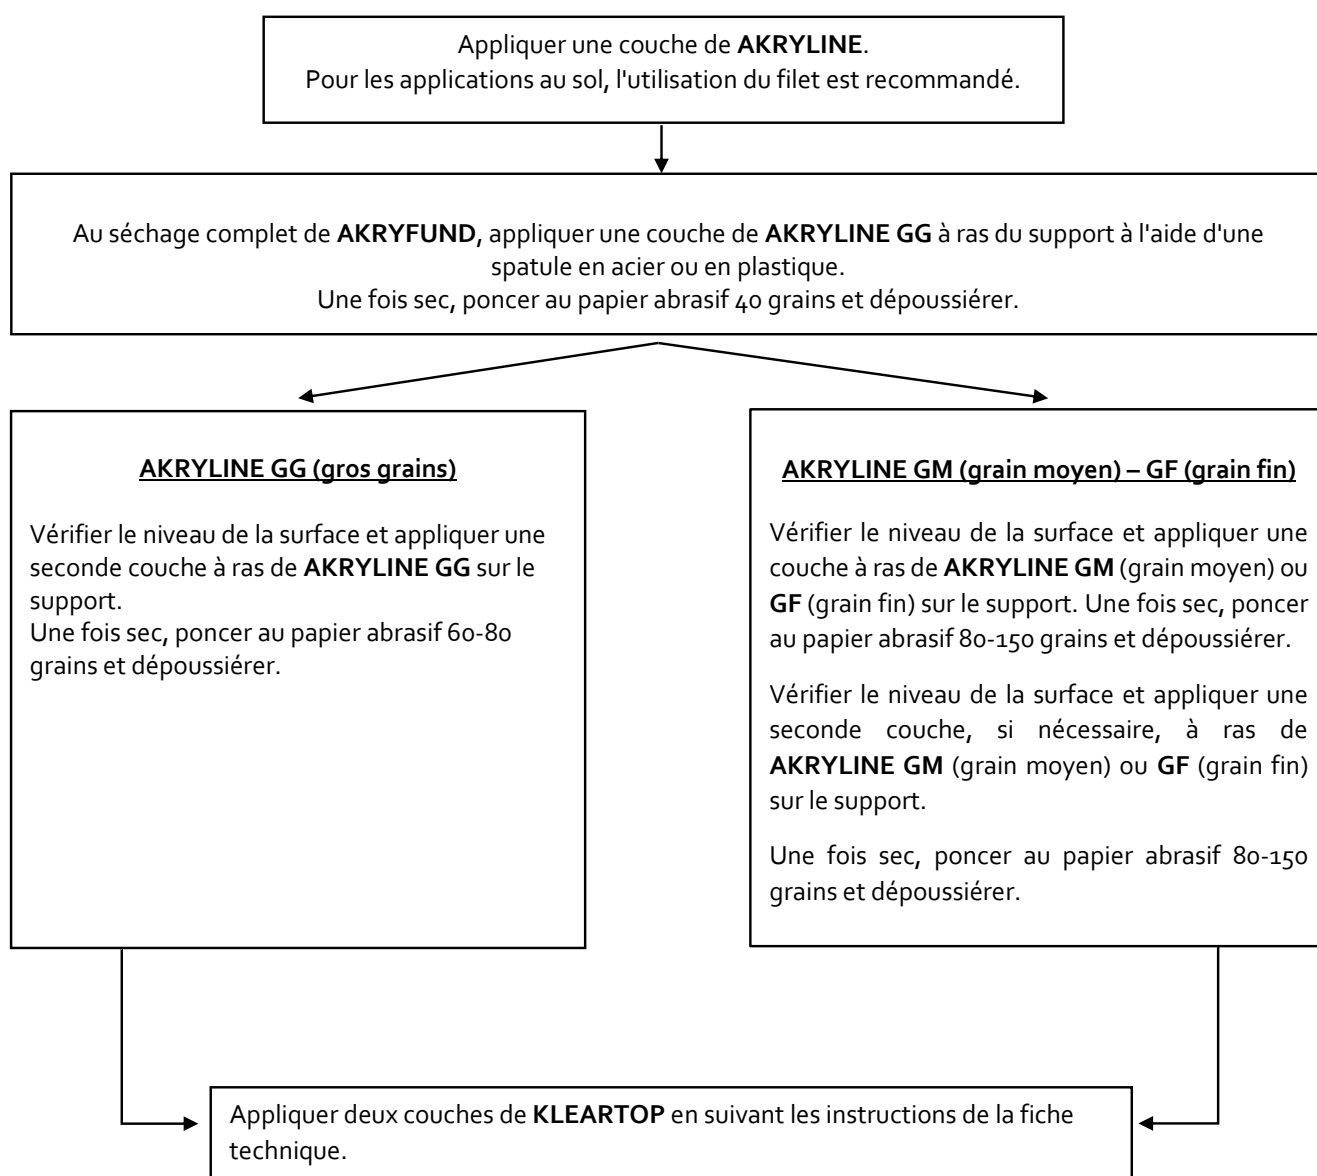 Appliquer une couche de AKRYLINE.
Pour les applications au sol, l'utilisation du filet est recommandé.
Au séchage complet de AKRYFUND, appliquer une couche de AKRYLINE GG à ras du support à l'aide d'une
spatule en acier ou en plastique.
Une fois sec, poncer au papier abrasif 40 grains et dépoussiérer.
AKRYLINE GG (gros grains)
Vérifier le niveau de la surface et appliquer une
seconde couche à ras de AKRYLINE GG sur le
support.
Une fois sec, poncer au papier abrasif 60-80
grains et dépoussiérer.
AKRYLINE GM (grain moyen) – GF (grain fin)
Vérifier le niveau de la surface et appliquer une
couche à ras de AKRYLINE GM (grain moyen) ou
GF (grain fin) sur le support. Une fois sec, poncer
au papier abrasif 80-150 grains et dépoussiérer.
Vérifier le niveau de la surface et appliquer une
seconde couche, si nécessaire, à ras de
AKRYLINE GM (grain moyen) ou GF (grain fin)
sur le support.
Une fois sec, poncer au papier abrasif 80-150
grains et dépoussiérer.
Appliquer deux couches de KLEARTOP en suivant les instructions de la fiche
technique.